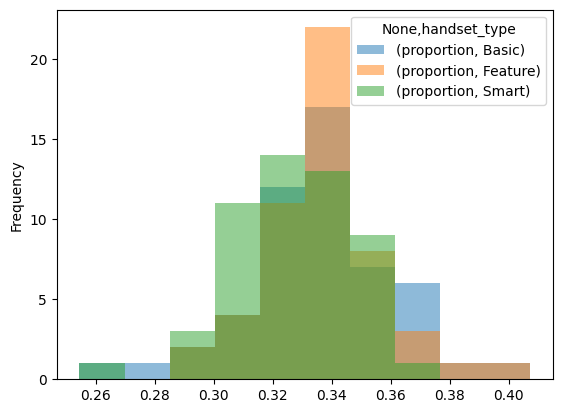 None,handset_type
(proportion, Basic)
(proportion, Feature)
(proportion, Smart)
Frequency
20
15
10
5
0
0.26 0.28 0.30 0.32 0.34 0.36 0.38 0.40